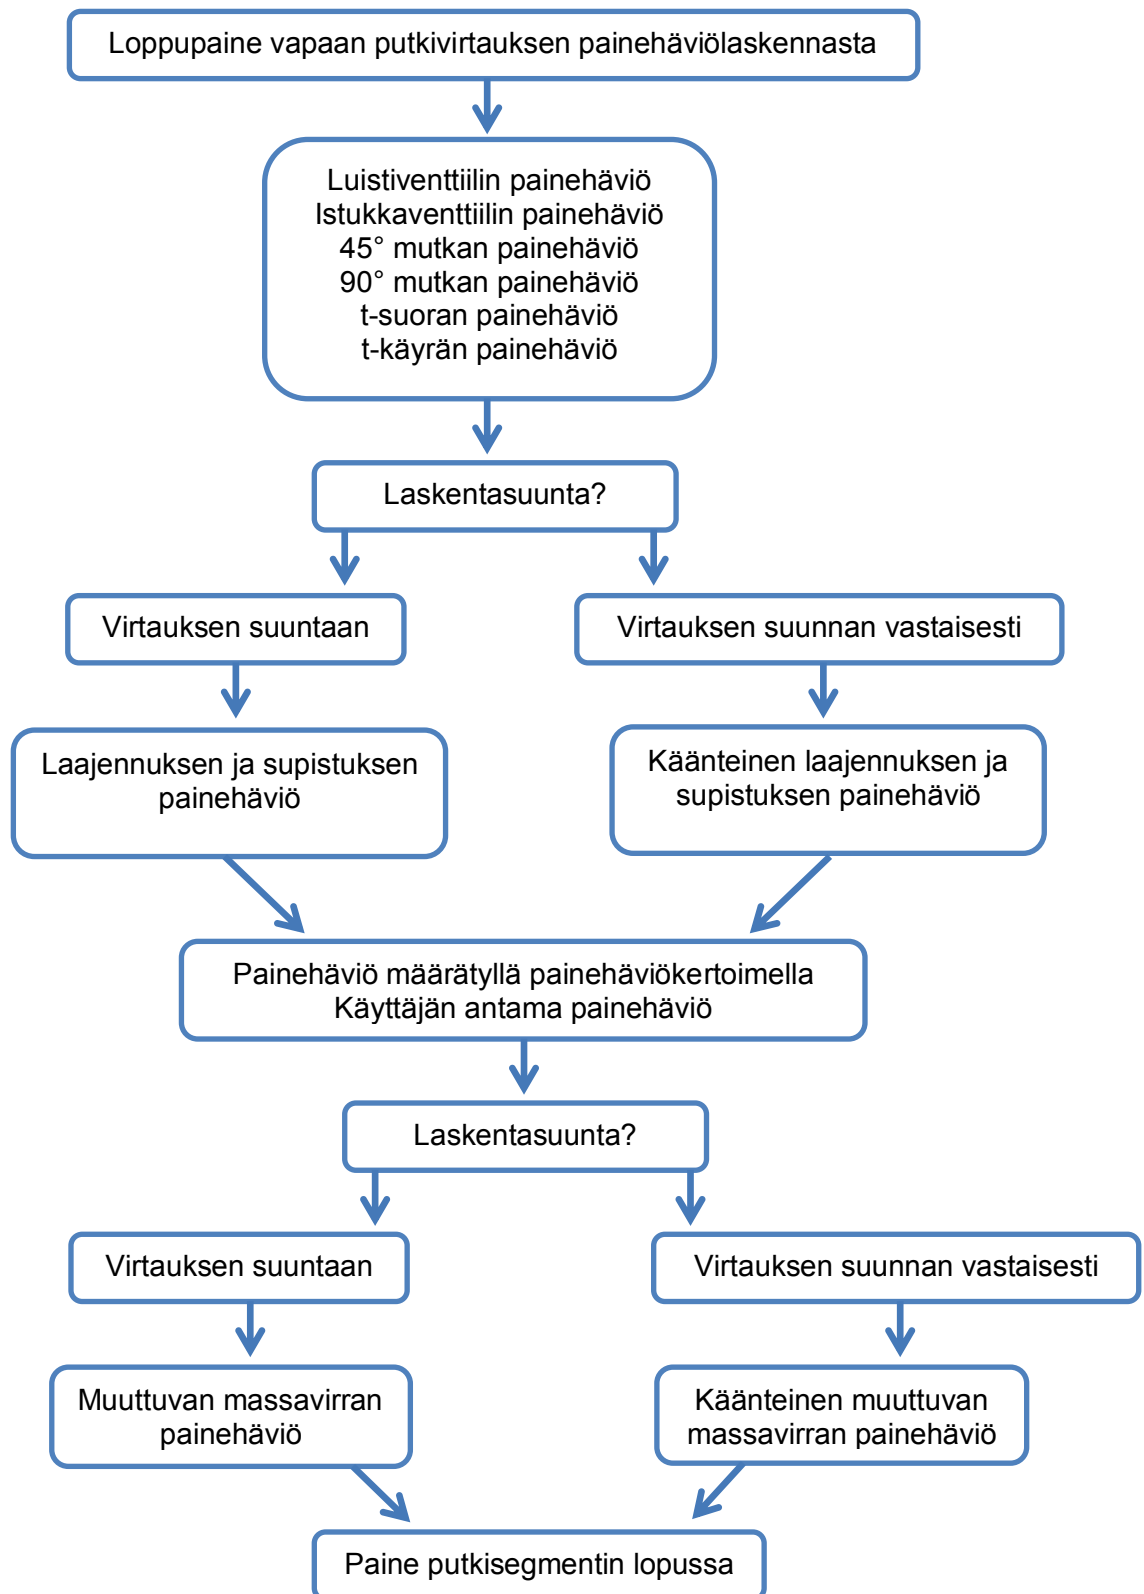 Loppupaine vapaan putkivirtauksen painehäviölaskennasta
Luistiventtiilin painehäviö
Istukkaventtiilin painehäviö
45° mutkan painehäviö
90° mutkan painehäviö
t-suoran painehäviö
t-käyrän painehäviö
Laskentasuunta?
Virtauksen suuntaan
Virtauksen suunnan vastaisesti
Laajennuksen ja supistuksen
painehäviö
Käänteinen laajennuksen ja
supistuksen painehäviö
Painehäviö määrätyllä painehäviökertoimella
Käyttäjän antama painehäviö
Laskentasuunta?
Virtauksen suuntaan
Virtauksen suunnan vastaisesti
Muuttuvan massavirran
painehäviö
Käänteinen muuttuvan
massavirran painehäviö
Paine putkisegmentin lopussa